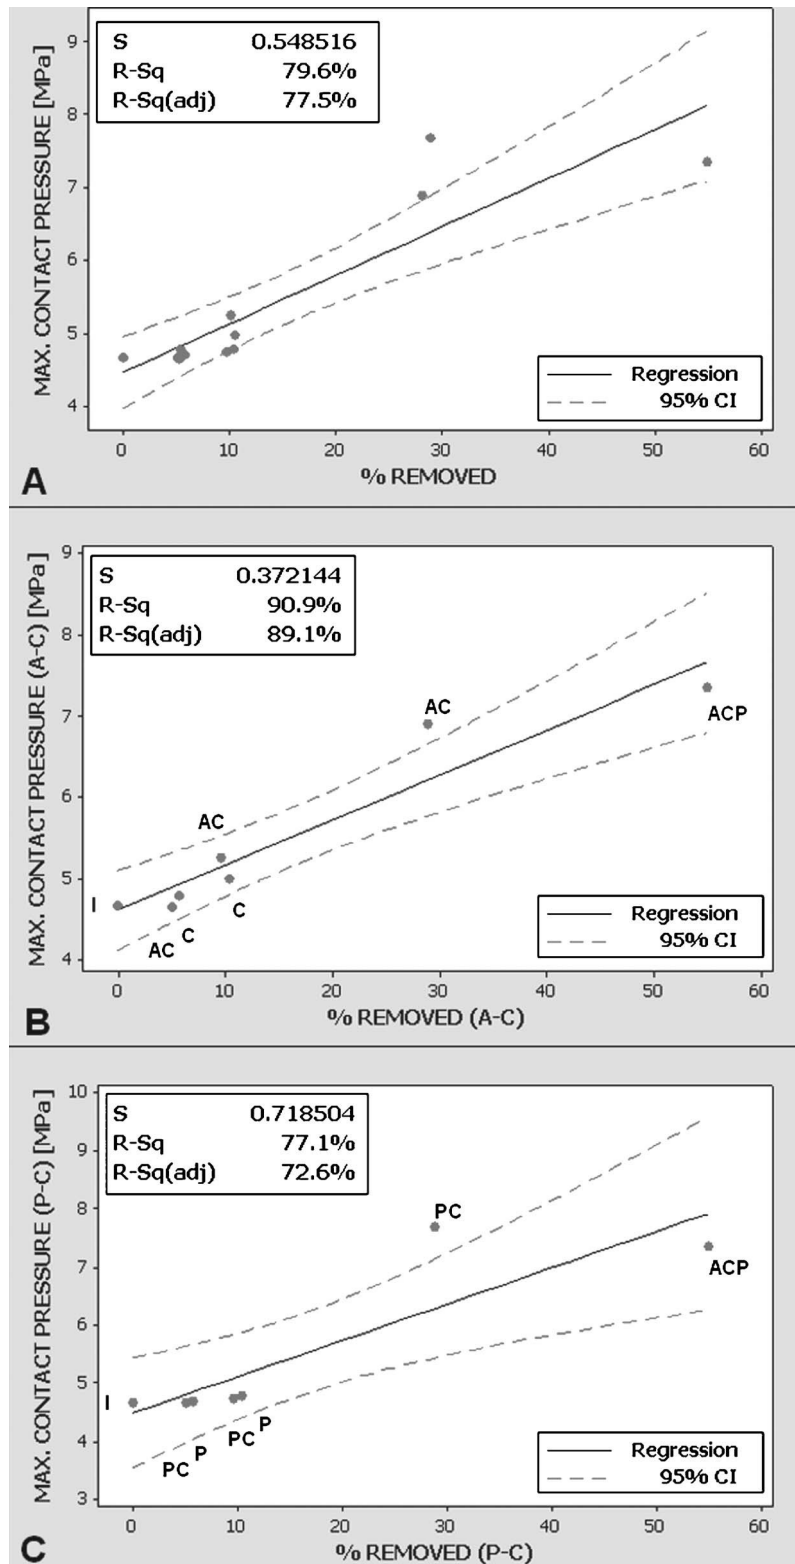 S 0.548516
R-Sq 79.6%
R-Sq(adj) 77.5%
MAX. CONTACT PRESSURE [MPa]
9
8
7
6
5
4
Regression
95% CI
0 10 20 30 40 50 60
% REMOVED
A
S 0.372144
R-Sq 90.9%
R-Sq(adj) 89.1%
MAX. CONTACT PRESSURE (A-C) [MPa]
9
8
7
6
5
4
AC
ACP
AC
I
C
C
AC
Regression
95% CI
0 10 20 30 40 50 60
% REMOVED (A-C)
B
S 0.718504
R-Sq 77.1%
R-Sq(adj) 72.6%
MAX. CONTACT PRESSURE (P-C) [MPa]
10
9
8
7
6
5
4
3
PC
ACP
I
P
PC
P
PC
Regression
95% CI
0 10 20 30 40 50 60
% REMOVED (P-C)
C